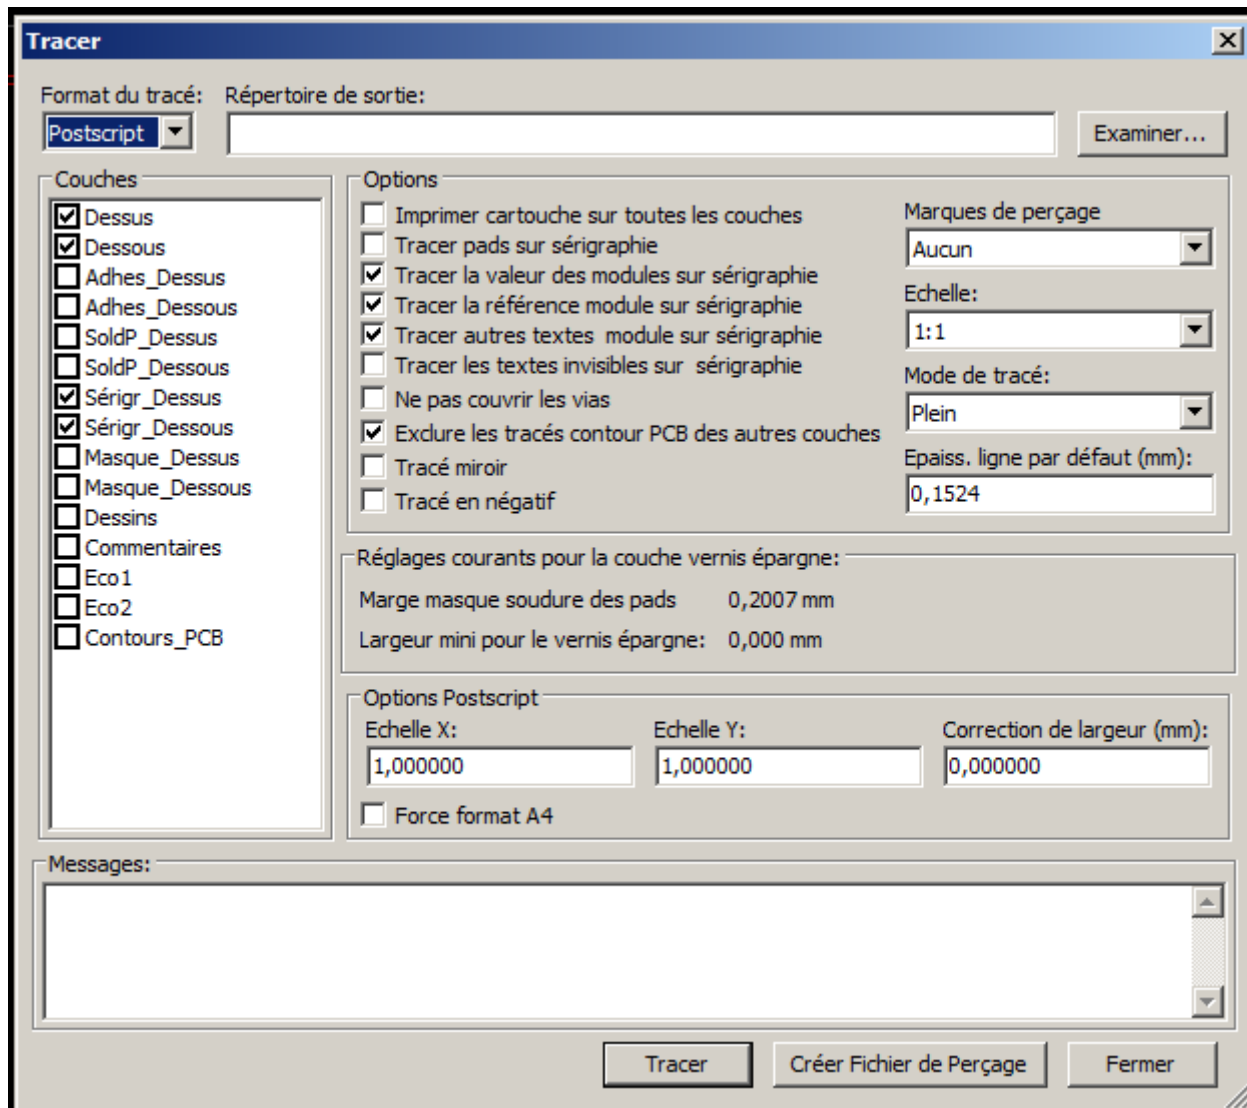 Tracer
Format du tracé: Répertoire de sortie:
Postscript Examiner...
Couches
Dessus
Dessous
Adhes_Dessus
Adhes_Dessous
SoldP_Dessus
SoldP_Dessous
Sérigr_Dessus
Sérigr_Dessous
Masque_Dessus
Masque_Dessous
Dessins
Commentaires
Eco1
Eco2
Contours_PCB
Options
Imprimer cartouche sur toutes les couches
Tracer pads sur sérigraphie
Tracer la valeur des modules sur sérigraphie
Tracer la référence module sur sérigraphie
Tracer autres textes module sur sérigraphie
Tracer les textes invisibles sur sérigraphie
Ne pas couvrir les vias
Exclure les tracés contour PCB des autres couches
Tracé miroir
Tracé en négatif
Marques de perçage
Aucun
Echelle:
1:1
Mode de tracé:
Plein
Epaiss. ligne par défaut (mm):
0,1524
Réglages courants pour la couche vernis épargne:
Marge masque soudure des pads 0,2007 mm
Largeur mini pour le vernis épargne: 0,000 mm
Options Postscript
Echelle X: Echelle Y: Correction de largeur (mm):
1,000000 1,000000 0,000000
Force format A4
Messages:
Tracer Créer Fichier de Perçage Fermer